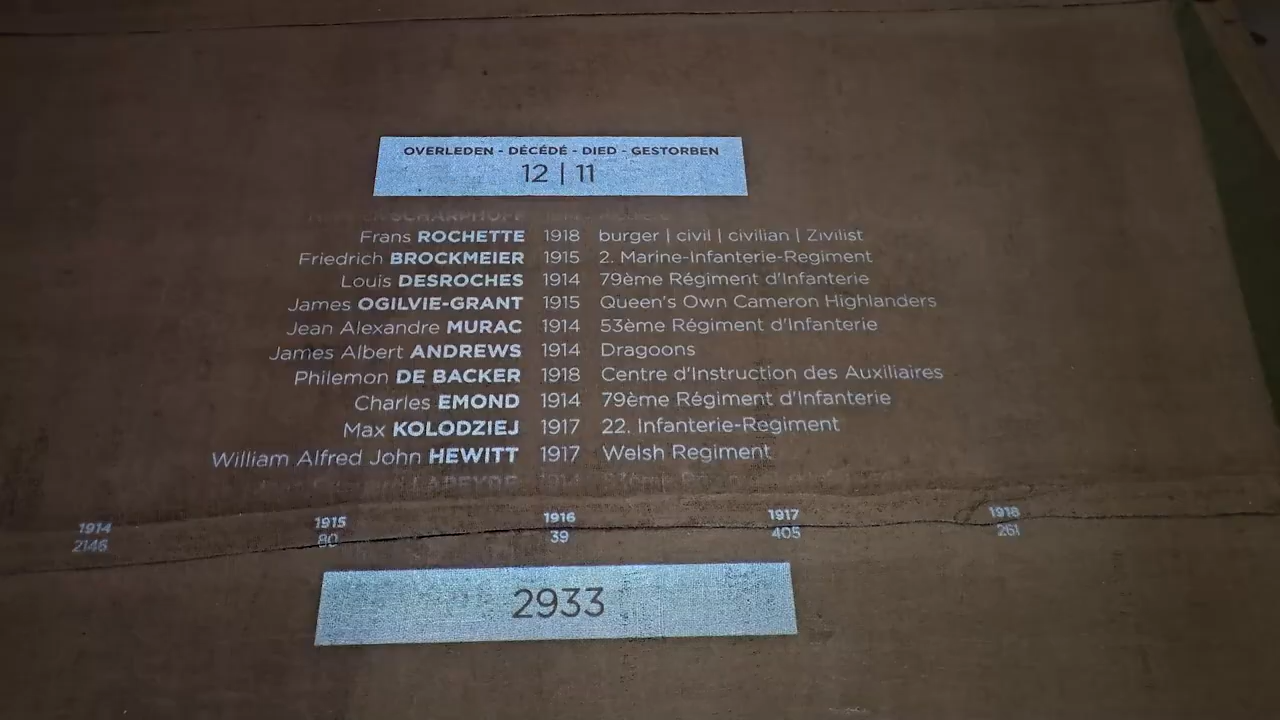 OVERLEDEN - DÉCÉDÉ - DIED - GESTORBEN
12 | 11
Frans ROCHETTE 1918 burger | civil | civilian | Zivilist
Friedrich BROCKMEIER 1915 2. Marine-Infanterie-Regiment
Louis DESROCHES 1914 79ème Régiment d'Infanterie
James OGILVIE-GRANT 1915 Queen's Own Cameron Highlanders
Jean Alexandre MURAC 1914 53ème Régiment d'Infanterie
James Albert ANDREWS 1914 Dragoons
Philemon DE BACKER 1918 Centre d'Instruction des Auxiliaires
Charles EMOND 1914 79ème Régiment d'Infanterie
Max KOLODZIEJ 1917 22. Infanterie-Regiment
William Alfred John HEWITT 1917 Welsh Regiment
LAPEYRE 1914 53ème
1914 1915 1916 1917 1918
2146 80 39 405 261
2933